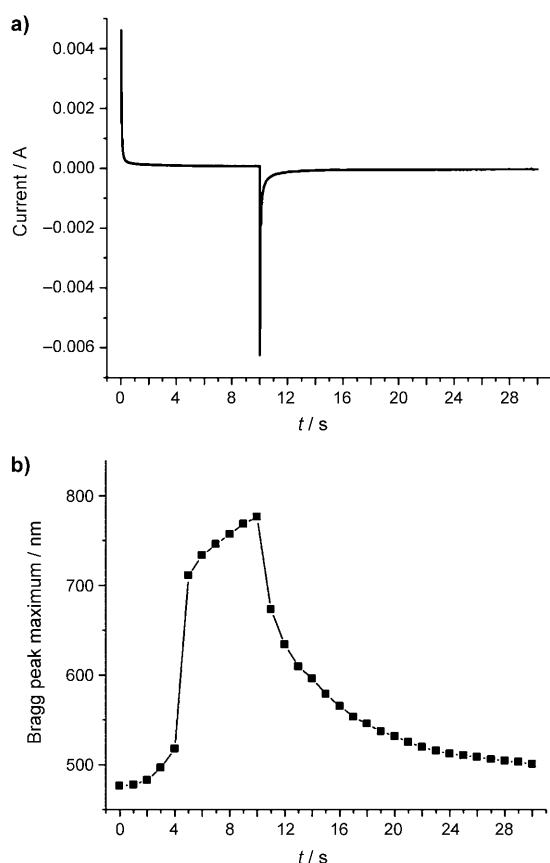 a)
0.004
0.002
0.000
−0.002
−0.004
−0.006
Current / A
0 4 8 12 16 20 24 28
t / s
b)
800
700
600
500
Bragg peak maximum / nm
0 4 8 12 16 20 24 28
t / s